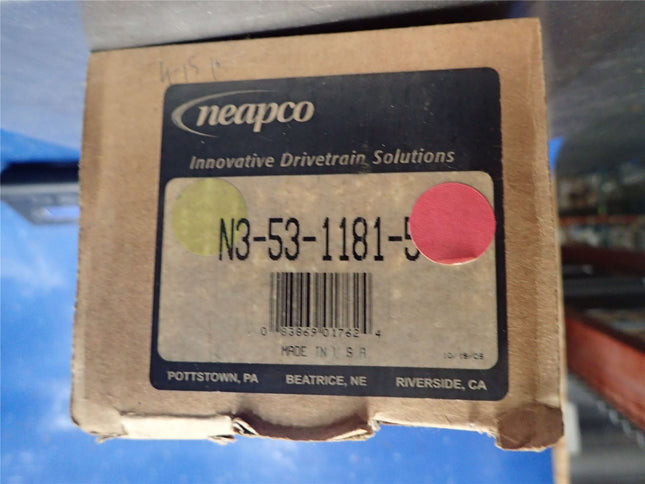 neapco
Innovative Drivetrain Solutions
N3-53-1181-5
0 83869 01762 4
MADE IN U S A
POTTSTOWN, PA BEATRICE, NE RIVERSIDE, CA